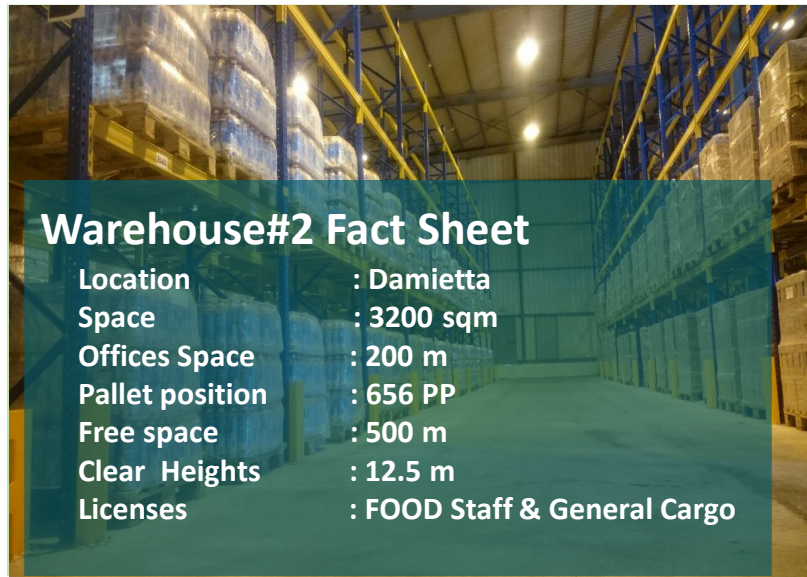 Warehouse#2 Fact Sheet
Location : Damietta
Space : 3200 sqm
Offices Space : 200 m
Pallet position : 656 PP
Free space : 500 m
Clear Heights : 12.5 m
Licenses : FOOD Staff & General Cargo